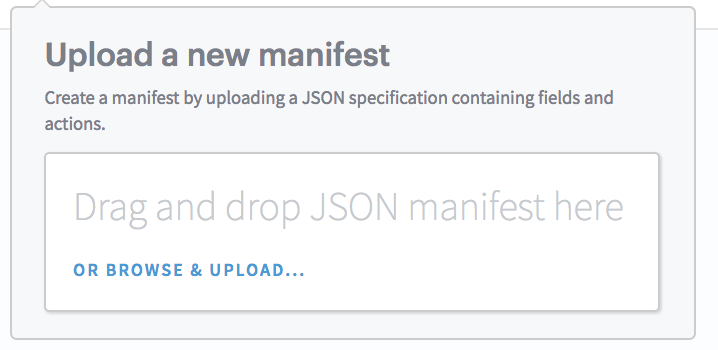 Upload a new manifest
Create a manifest by uploading a JSON specification containing fields and
actions.
Drag and drop JSON manifest here
OR BROWSE & UPLOAD...